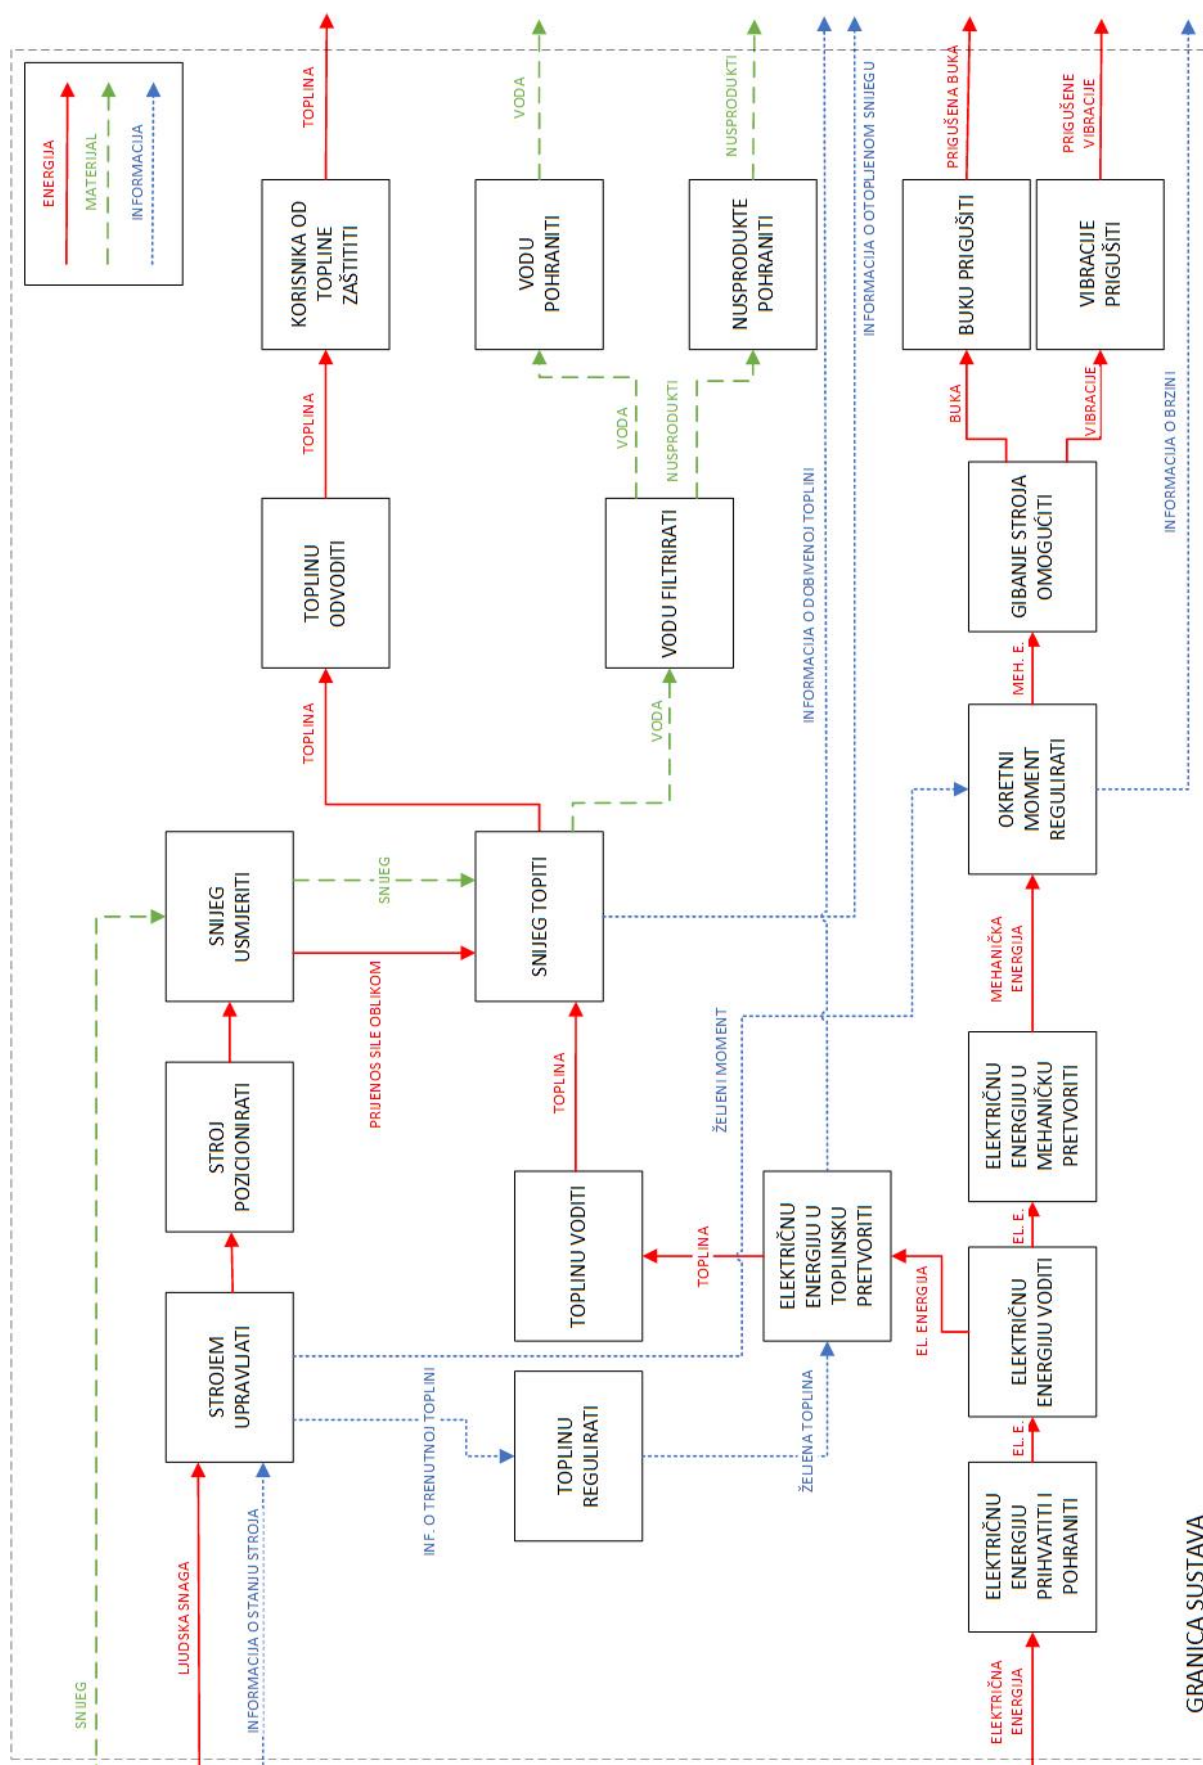 ENERGIJA
MATERIJAL
INFORMACIJA
SNIJEG
LJUDSKA SNAGA
INFORMACIJA O STANJU STROJA
STROJEM
UPRAVLJATI
STROJ
POZICIONIRATI
SNIJEG
USMJERITI
SNIJEG
PRIJENOS SILE OBLIKOM
INF. O TRENUTNOJ TOPLINI
TOPLINU
REGULIRATI
TOPLINU VODITI
TOPLINA
SNIJEG TOPITI
TOPLINA
TOPLINU
ODVODITI
TOPLINA
KORISNIKA OD
TOPLINE
ZAŠTITITI
TOPLINA
VODA
VODU FILTRIRATI
VODA
NUSPRODUKTI
VODU
POHRANITI
VODA
NUSPRODUKTE
POHRANITI
NUSPRODUKTI
ŽELJENA TOPLINA
TOPLINA
ŽELJENI MOMENT
ELEKTRIČNU
ENERGIJU U
TOPLINSKU
PRETVORITI
INFORMACIJA O DOBIVENOJ TOPLINI
INFORMACIJA O OTOPLJENOM SNIJEGU
EL. ENERGIJA
ELEKTRIČNA
ENERGIJA
ELEKTRIČNU
ENERGIJU
PRIHVATITI I
POHRANITI
EL. E.
ELEKTRIČNU
ENERGIJU VODITI
EL. E.
ELEKTRIČNU
ENERGIJU U
MEHANIČKU
PRETVORITI
MEHANIČKA
ENERGIJA
OKRETNI
MOMENT
REGULIRATI
MEH. E.
GIBANJE STROJA
OMOGUĆITI
BUKA
VIBRACIJE
BUKU PRIGUŠITI
PRIGUŠENA BUKA
VIBRACIJE
PRIGUŠITI
PRIGUŠENE
VIBRACIJE
INFORMACIJA O BRZINI
GRANICA SUSTAVA